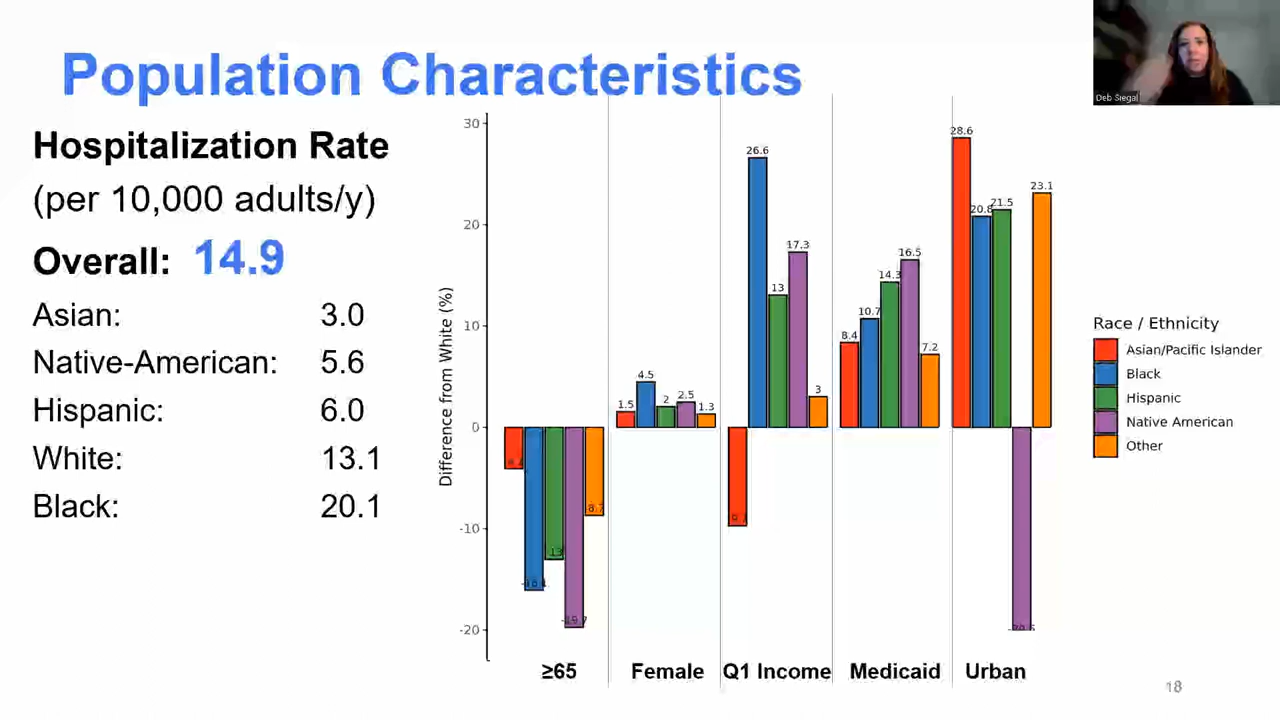 Population Characteristics
Deb Siegal
Hospitalization Rate
(per 10,000 adults/y)
Overall: 14.9
Asian: 3.0
Native-American: 5.6
Hispanic: 6.0
White: 13.1
Black: 20.1
Difference from White (%)
30
20
10
0
-10
-20
8.7
1.5
4.5
2
2.5
1.3
26.6
13
17.3
3
8.4
10.7
14.3
16.5
7.2
28.6
20.8
21.5
23.1
≥65
Female
Q1 Income
Medicaid
Urban
Race / Ethnicity
Asian/Pacific Islander
Black
Hispanic
Native American
Other
18